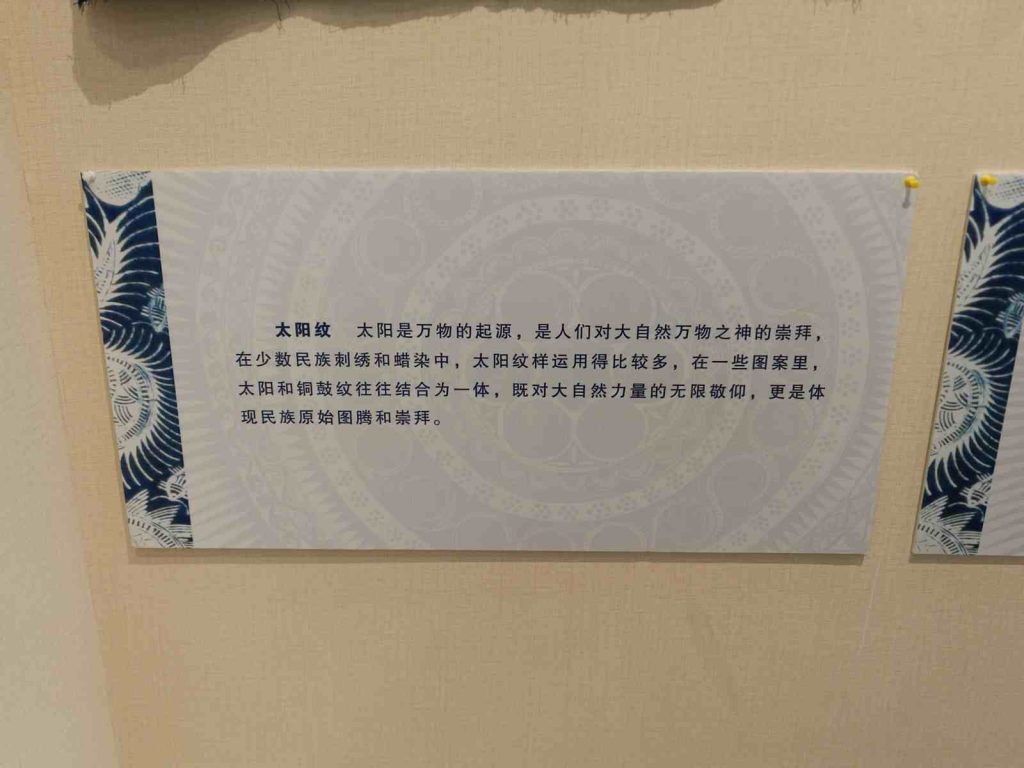 太阳纹 太阳是万物的起源，是人们对大自然万物之神的崇拜，
在少数民族刺绣和蜡染中，太阳纹样运用得比较多，在一些图案里，
太阳和铜鼓纹往往结合为一体，既对大自然力量的无限敬仰，更是体
现民族原始图腾和崇拜。